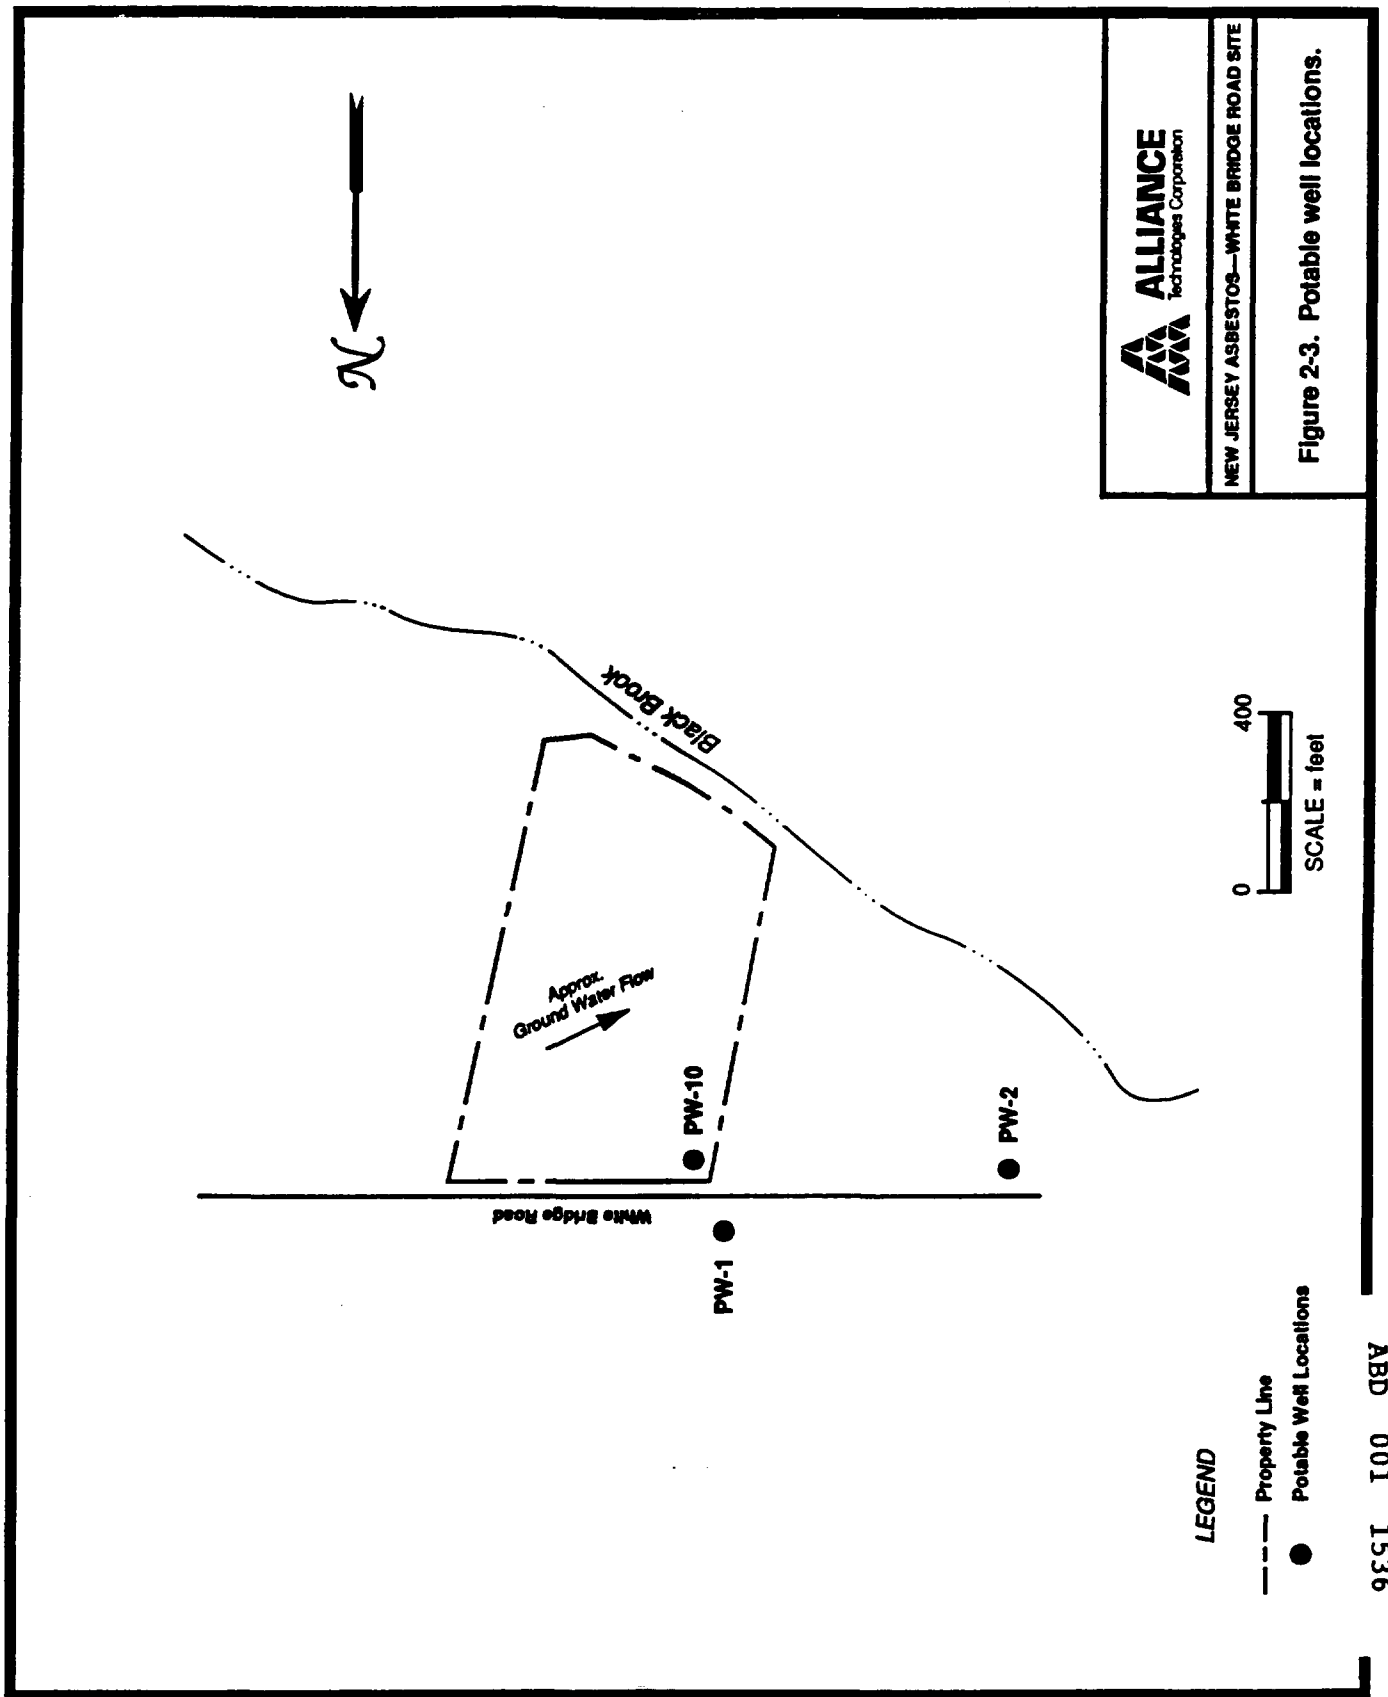 N
Black Brook
Approx.
Ground Water Flow
White Bridge Road
PW-10
PW-1
PW-2
LEGEND
Property Line
Potable Well Locations
0 400
SCALE = feet
ALLIANCE
Technologies Corporation
NEW JERSEY ASBESTOS—WHITE BRIDGE ROAD SITE
Figure 2-3. Potable well locations.
ABD 001 1536